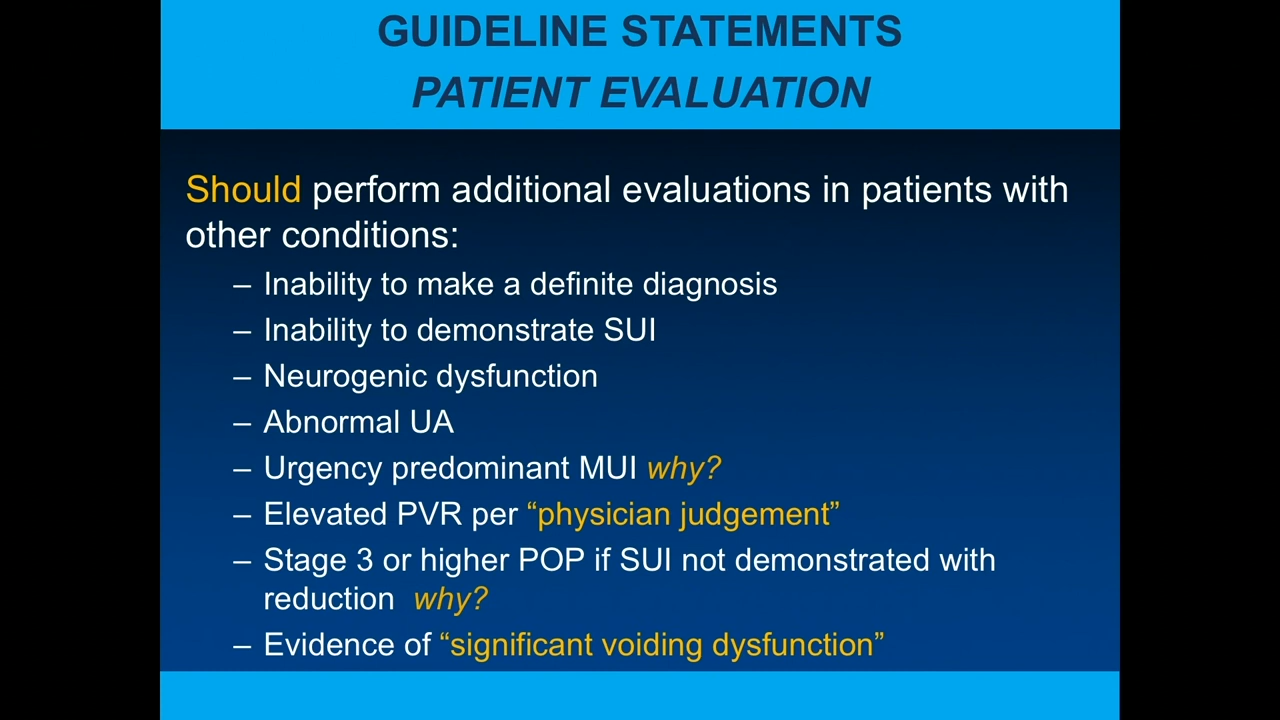 GUIDELINE STATEMENTS
PATIENT EVALUATION
Should perform additional evaluations in patients with
other conditions:
– Inability to make a definite diagnosis
– Inability to demonstrate SUI
– Neurogenic dysfunction
– Abnormal UA
– Urgency predominant MUI why?
– Elevated PVR per “physician judgement”
– Stage 3 or higher POP if SUI not demonstrated with
reduction why?
– Evidence of “significant voiding dysfunction”